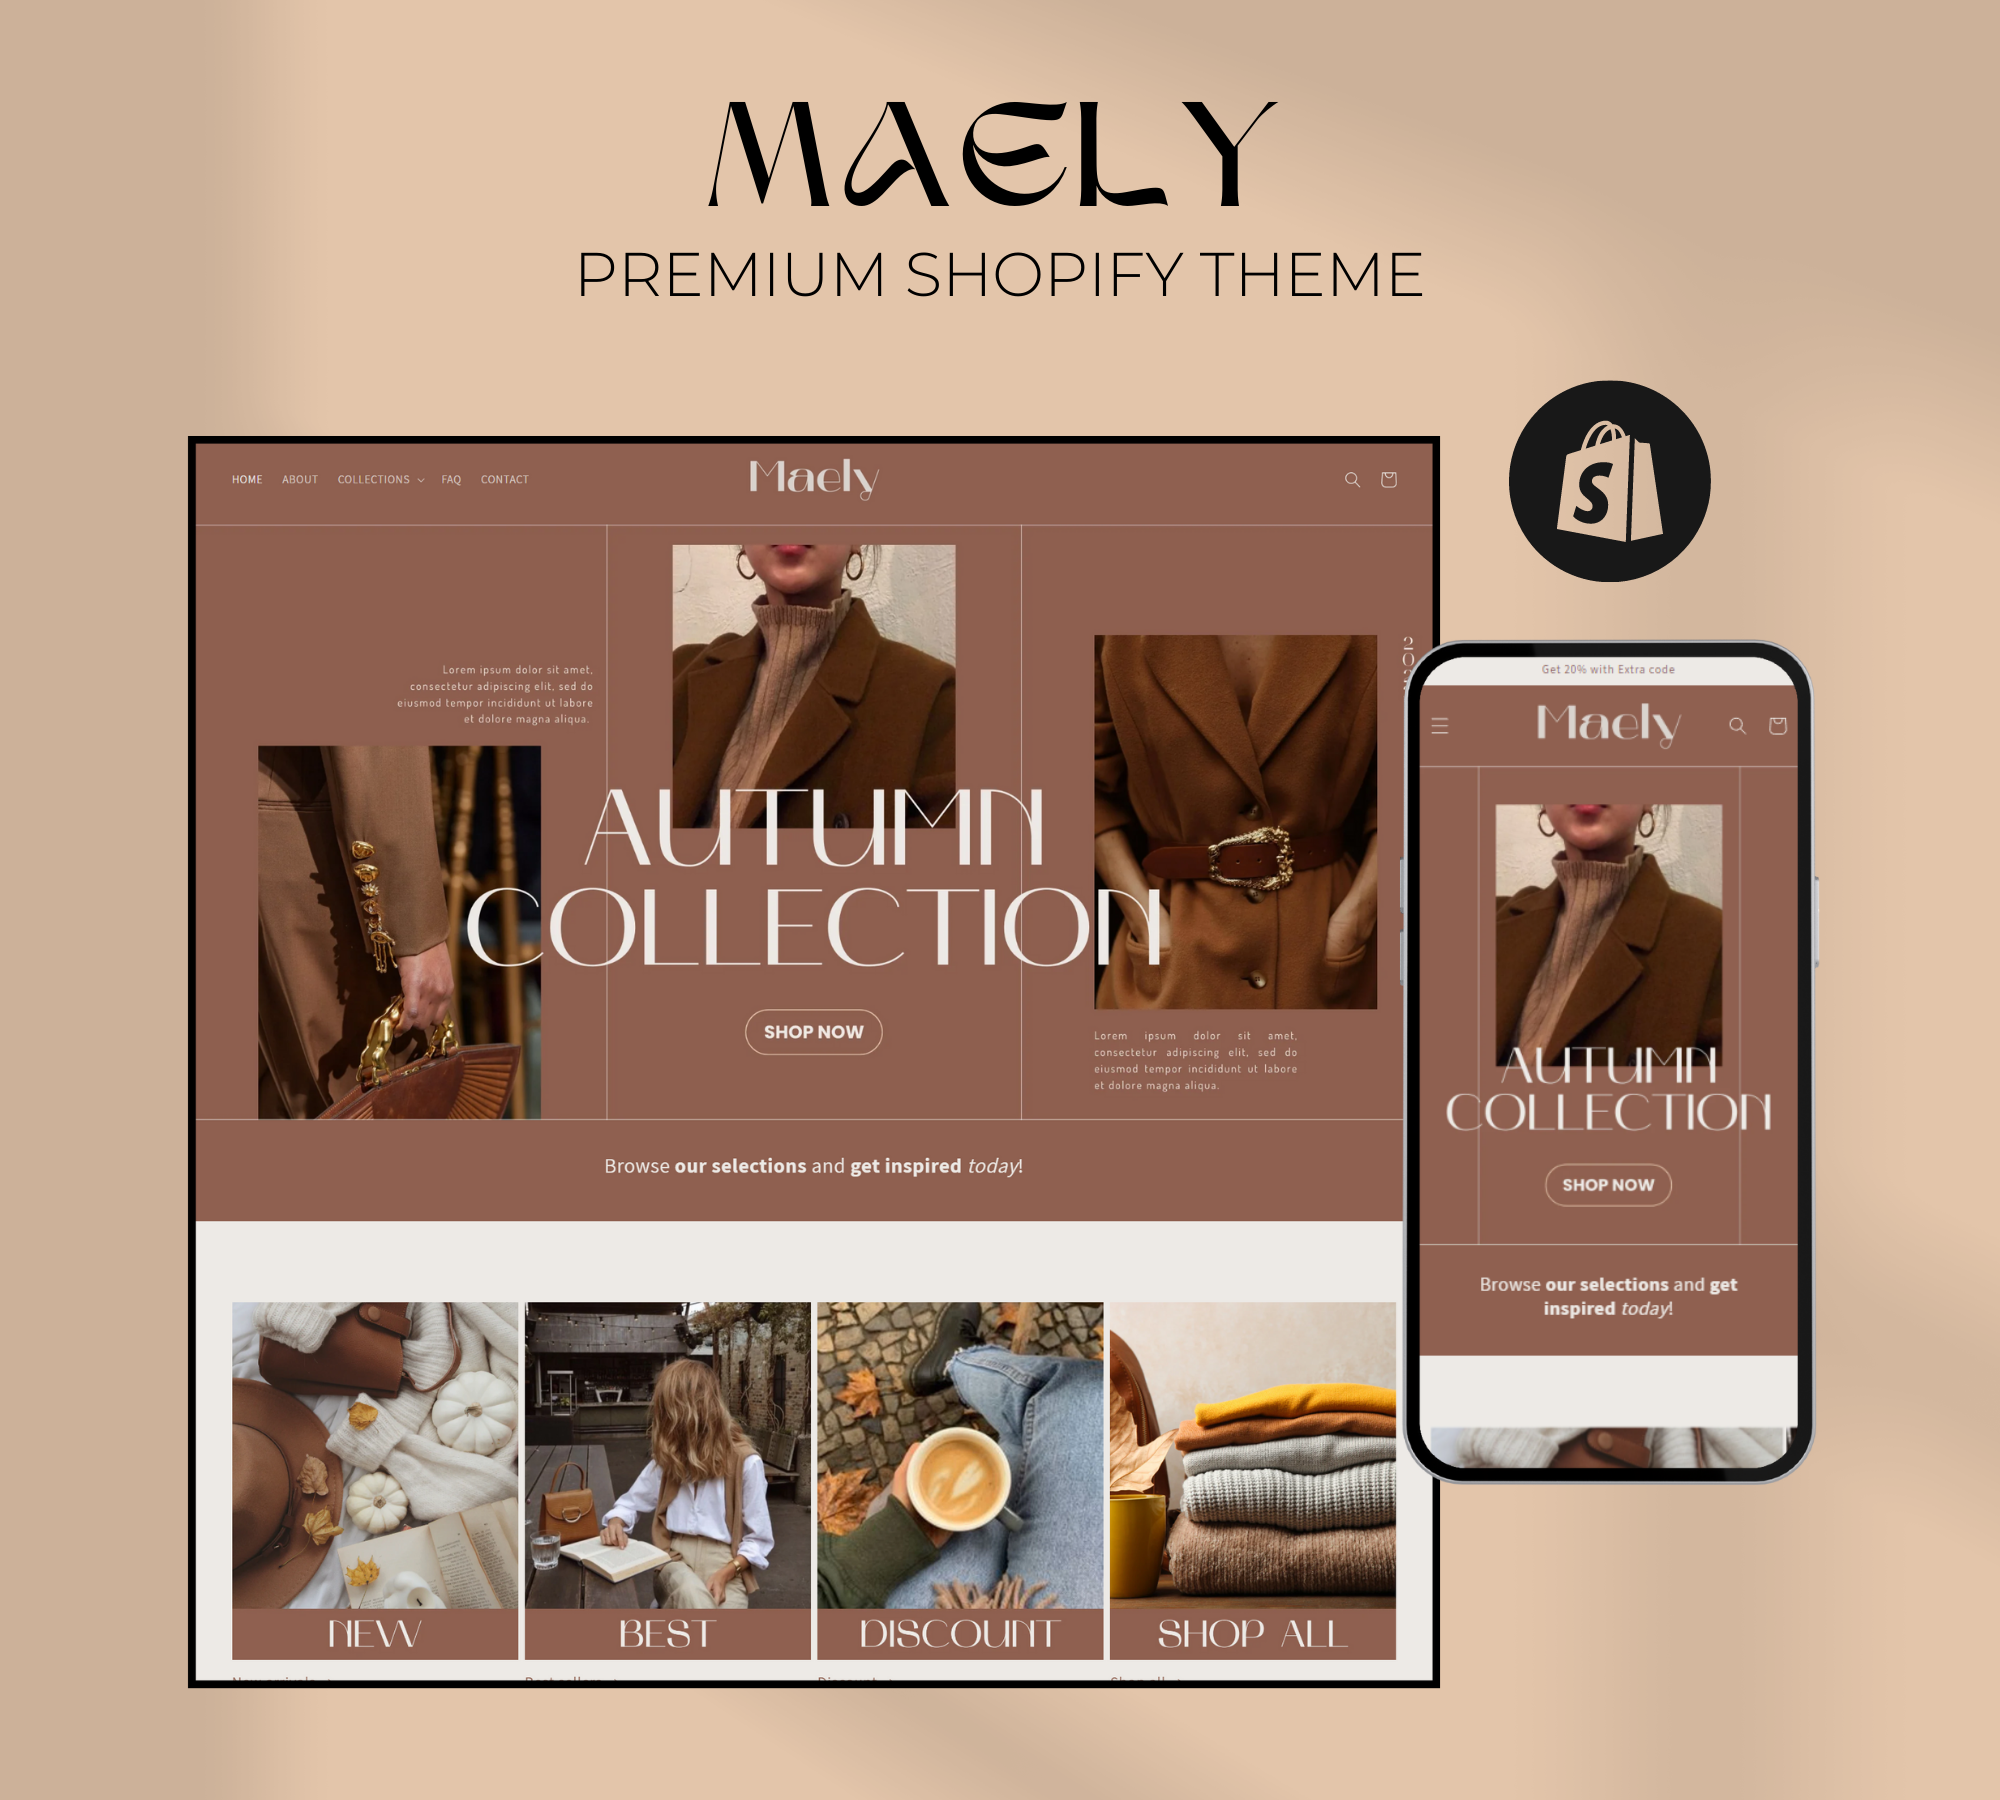 MAELY
PREMIUM SHOPIFY THEME
HOME ABOUT COLLECTIONS FAQ CONTACT
Maely
Lorem ipsum dolor sit amet,
consectetur adipiscing elit, sed do
eiusmod tempor incididunt ut labore
et dolore magna aliqua.
AUTUMN
COLLECTION
SHOP NOW
Lorem ipsum dolor sit amet,
consectetur adipiscing elit, sed do
eiusmod tempor incididunt ut labore
et dolore magna aliqua.
Browse our selections and get inspired today!
NEW
BEST
DISCOUNT
SHOP ALL
S
Get 20% with Extra code
Maely
AUTUMN
COLLECTION
SHOP NOW
Browse our selections and get
inspired today!